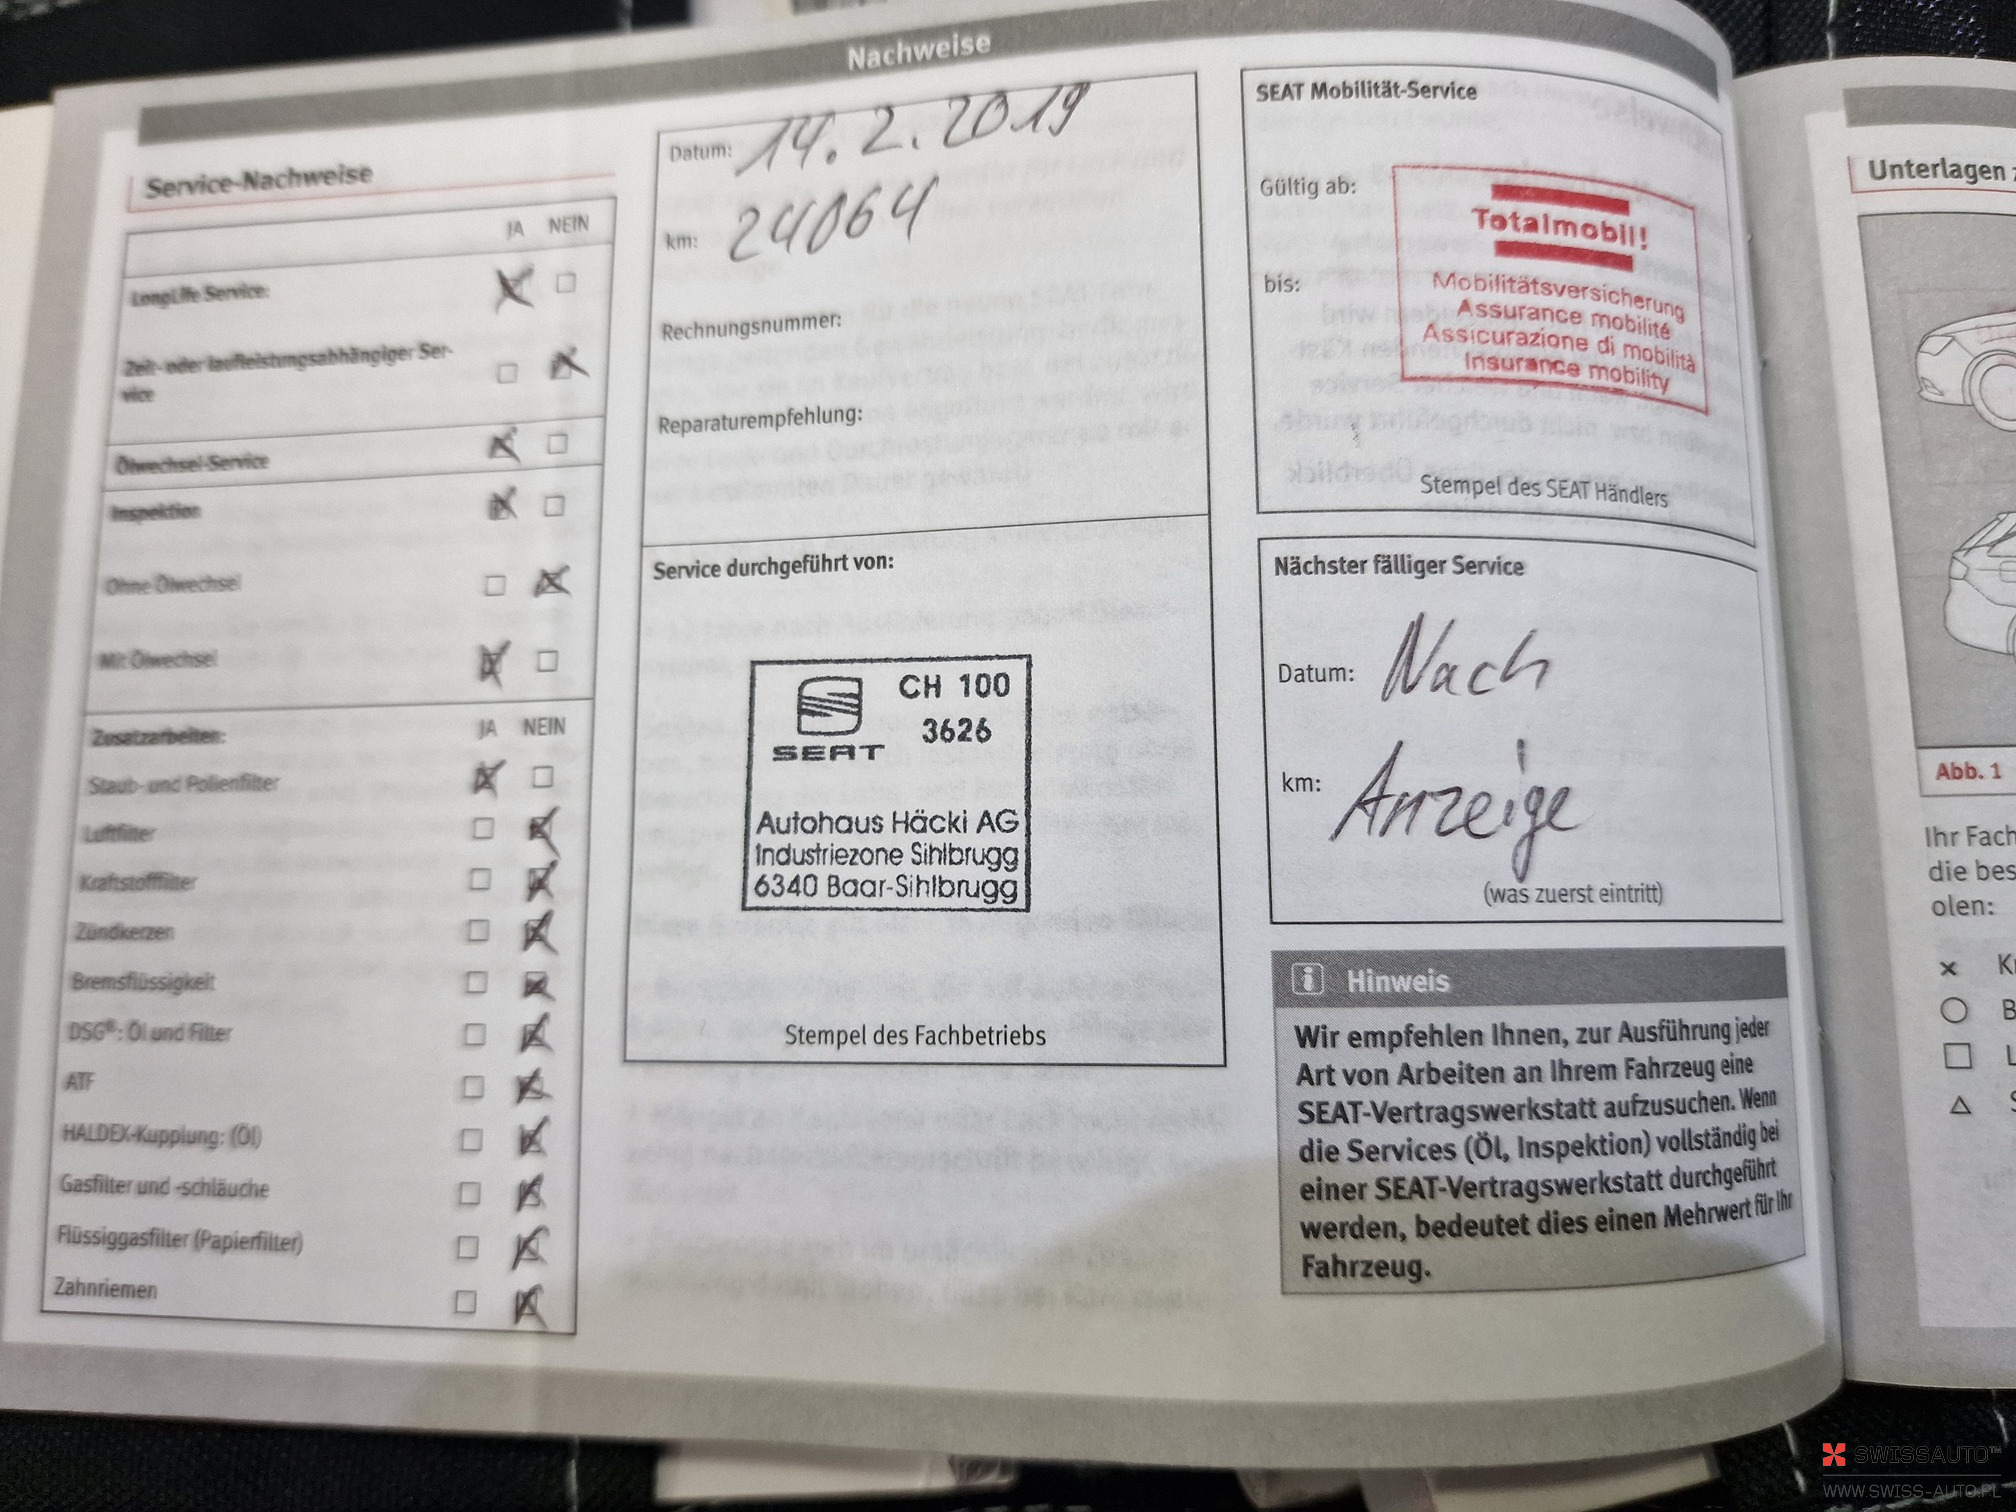 Nachweise
Service-Nachweise
JA NEIN
LongLife Service:
Zeit- oder laufleistungsabhängiger Ser-
vice
Ölwechsel-Service
Inspektion
Ohne Ölwechsel
Mit Ölwechsel
Zusatzarbeiten: JA NEIN
Staub- und Pollenfilter
Luftfilter
Kraftstofffilter
Zündkerzen
Bremsflüssigkeit
DSG®: Öl und Filter
ATF
HALDEX-Kupplung: (Öl)
Gasfilter und -schläuche
Flüssiggasfilter (Papierfilter)
Zahnriemen
Datum: 14.2.2019
km: 24064
Rechnungsnummer:
Reparaturempfehlung:
Service durchgeführt von:
SEAT
CH 100
3626
Autohaus Häcki AG
Industriezone Sihlbrugg
6340 Baar-Sihlbrugg
Stempel des Fachbetriebs
SEAT Mobilität-Service
Gültig ab:
bis:
Totalmobil!
Mobilitätsversicherung
Assurance mobilité
Assicurazione di mobilità
Insurance mobility
Stempel des SEAT Händlers
Nächster fälliger Service
Datum: Nach
km: Anzeige
(was zuerst eintritt)
i Hinweis
Wir empfehlen Ihnen, zur Ausführung jeder
Art von Arbeiten an Ihrem Fahrzeug eine
SEAT-Vertragswerkstatt aufzusuchen. Wenn
die Services (Öl, Inspektion) vollständig bei
einer SEAT-Vertragswerkstatt durchgeführt
werden, bedeutet dies einen Mehrwert für Ihr
Fahrzeug.
Unterlagen
Abb. 1
Ihr Fach
die bes
olen:
SWISSAUTO™
WWW.SWISS-AUTO.PL